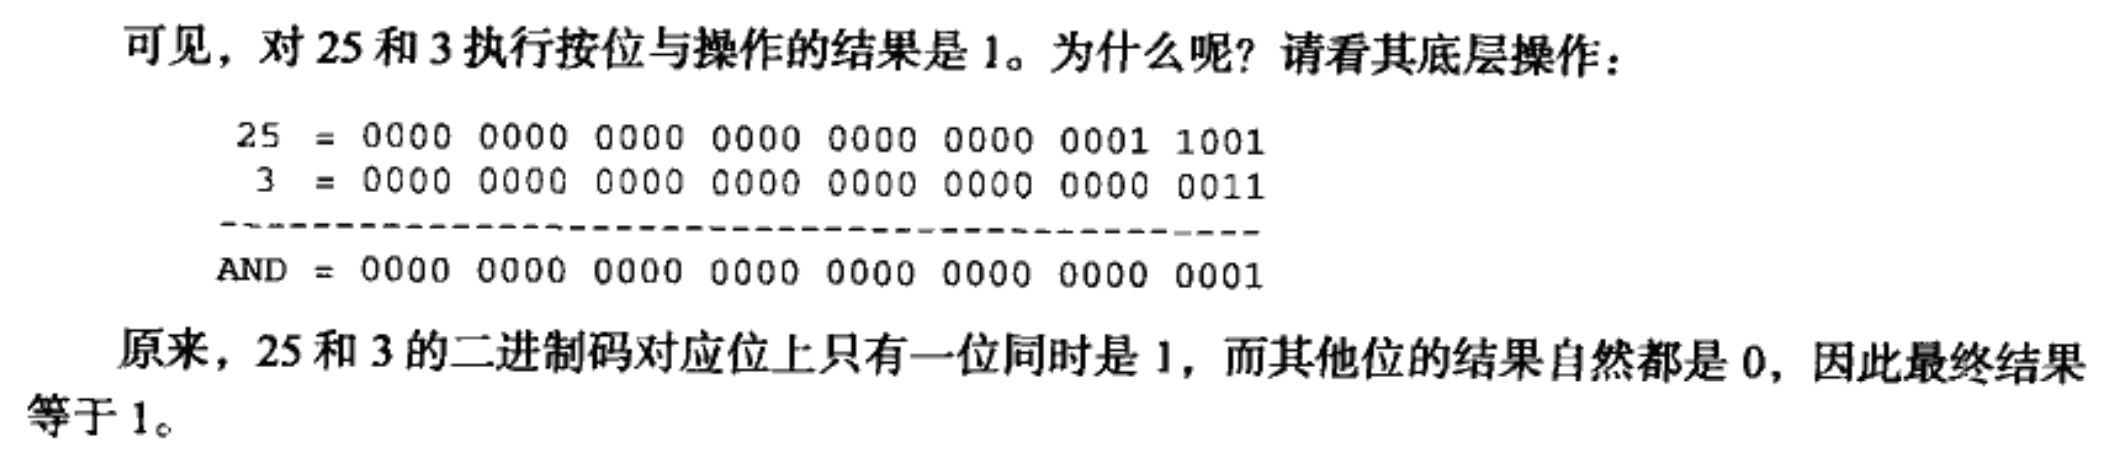 可见，对 25 和 3 执行按位与操作的结果是 1。为什么呢？请看其底层操作：
25 = 0000 0000 0000 0000 0000 0000 0001 1001
3 = 0000 0000 0000 0000 0000 0000 0000 0011
---------------------------------------------
AND = 0000 0000 0000 0000 0000 0000 0000 0001
原来，25 和 3 的二进制码对应位上只有一位同时是 1，而其他位的结果自然都是 0，因此最终结果
等于 1。